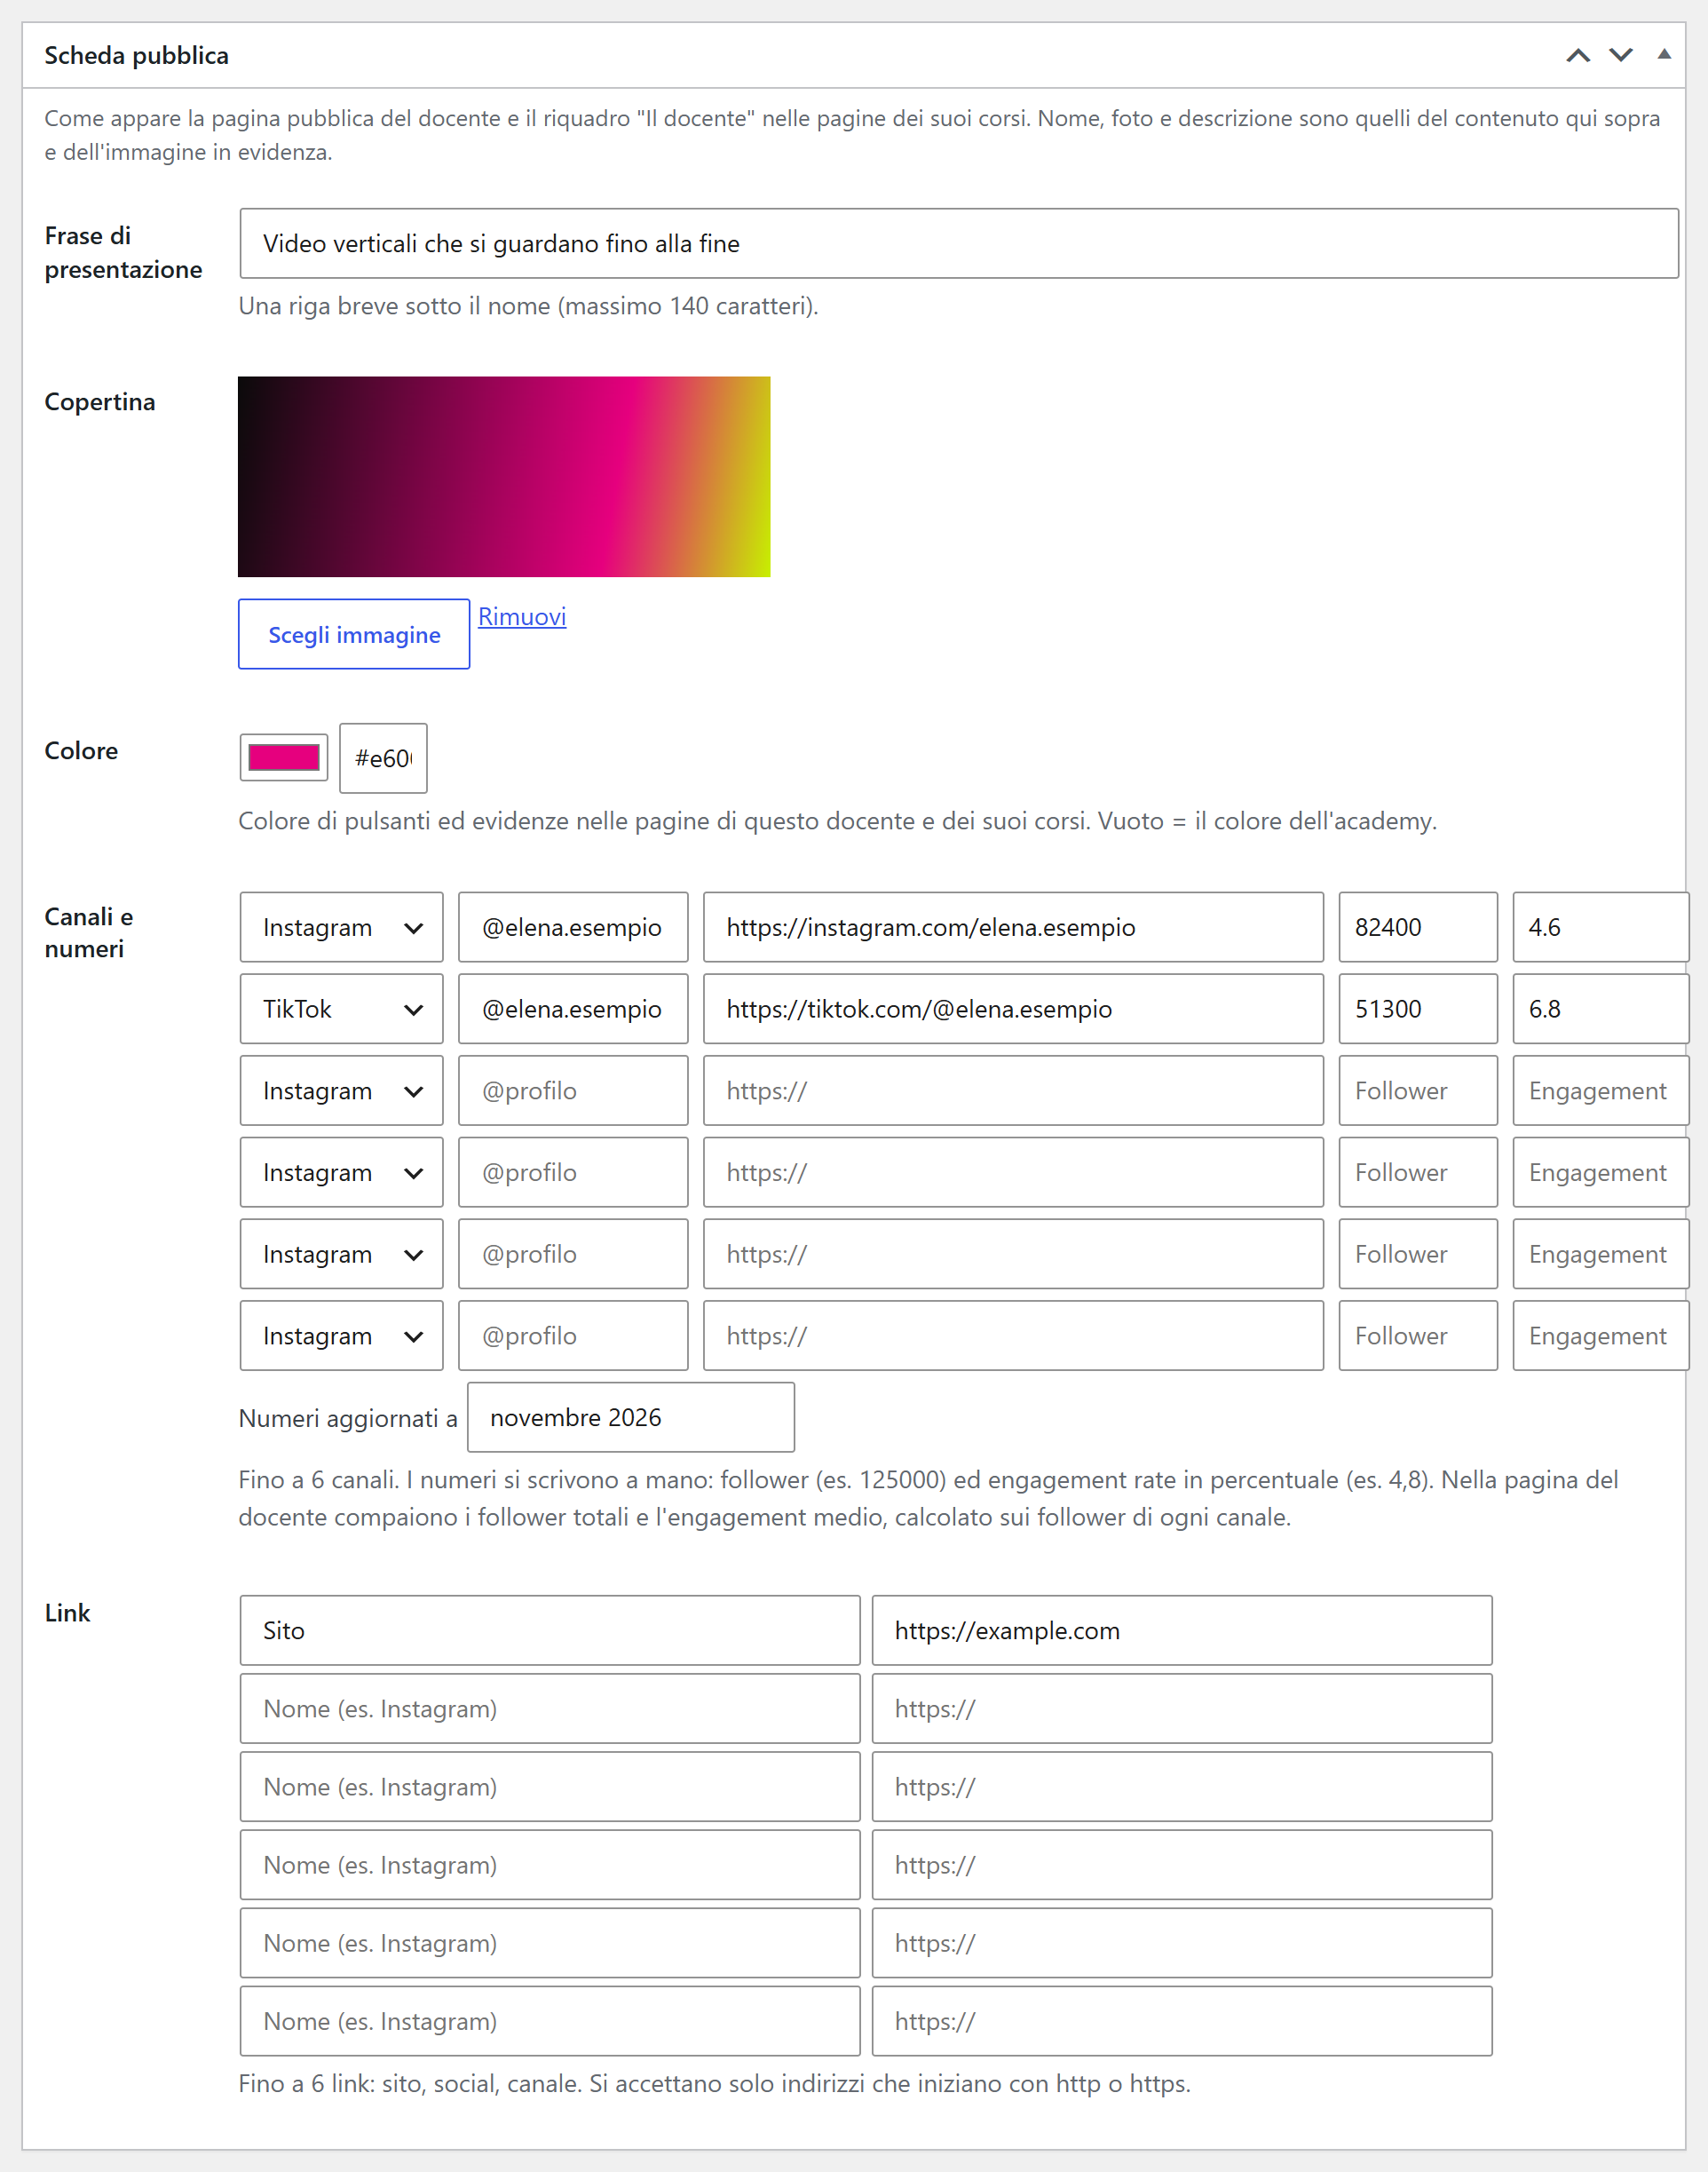 Scheda pubblica
Come appare la pagina pubblica del docente e il riquadro "Il docente" nelle pagine dei suoi corsi. Nome, foto e descrizione sono quelli del contenuto qui sopra
e dell'immagine in evidenza.
Frase di
presentazione
Video verticali che si guardano fino alla fine
Una riga breve sotto il nome (massimo 140 caratteri).
Copertina
Scegli immagine Rimuovi
Colore
#e60
Colore di pulsanti ed evidenze nelle pagine di questo docente e dei suoi corsi. Vuoto = il colore dell'academy.
Canali e
numeri
Instagram @elena.esempio https://instagram.com/elena.esempio 82400 4.6
TikTok @elena.esempio https://tiktok.com/@elena.esempio 51300 6.8
Instagram @profilo https:// Follower Engagement
Instagram @profilo https:// Follower Engagement
Instagram @profilo https:// Follower Engagement
Instagram @profilo https:// Follower Engagement
Numeri aggiornati a novembre 2026
Fino a 6 canali. I numeri si scrivono a mano: follower (es. 125000) ed engagement rate in percentuale (es. 4,8). Nella pagina del
docente compaiono i follower totali e l'engagement medio, calcolato sui follower di ogni canale.
Link
Sito https://example.com
Nome (es. Instagram) https://
Nome (es. Instagram) https://
Nome (es. Instagram) https://
Nome (es. Instagram) https://
Nome (es. Instagram) https://
Fino a 6 link: sito, social, canale. Si accettano solo indirizzi che iniziano con http o https.